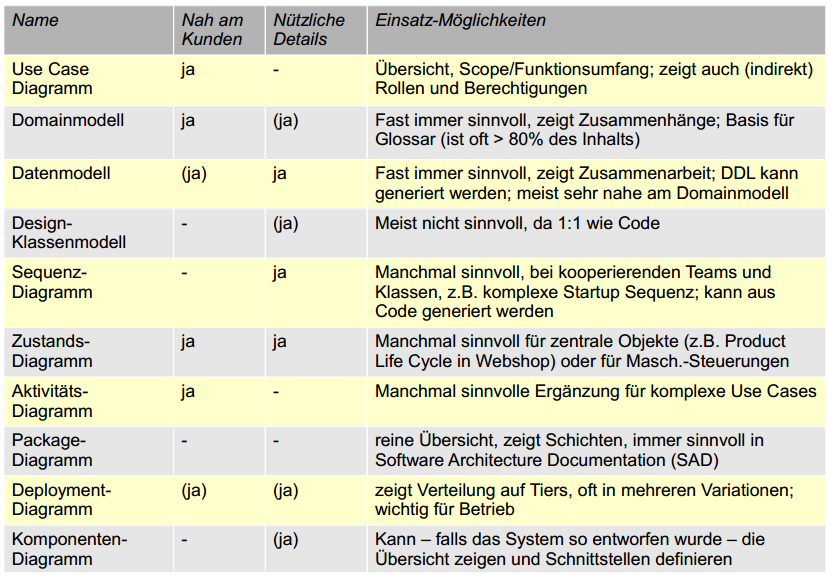 Name Nah am Kunden Nützliche Details Einsatz-Möglichkeiten
Use Case Diagramm ja - Übersicht, Scope/Funktionsumfang; zeigt auch (indirekt)
Rollen und Berechtigungen
Domainmodell ja (ja) Fast immer sinnvoll, zeigt Zusammenhänge; Basis für
Glossar (ist oft > 80% des Inhalts)
Datenmodell (ja) ja Fast immer sinnvoll, zeigt Zusammenarbeit; DDL kann
generiert werden; meist sehr nahe am Domainmodell
Design-
Klassenmodell - (ja) Meist nicht sinnvoll, da 1:1 wie Code
Sequenz-
Diagramm - ja Manchmal sinnvoll, bei kooperierenden Teams und
Klassen, z.B. komplexe Startup Sequenz; kann aus
Code generiert werden
Zustands-
Diagramm ja ja Manchmal sinnvoll für zentrale Objekte (z.B. Product
Life Cycle in Webshop) oder für Masch.-Steuerungen
Aktivitäts-
Diagramm ja - Manchmal sinnvolle Ergänzung für komplexe Use Cases
Package-
Diagramm - - reine Übersicht, zeigt Schichten, immer sinnvoll in
Software Architecture Documentation (SAD)
Deployment-
Diagramm (ja) (ja) zeigt Verteilung auf Tiers, oft in mehreren Variationen;
wichtig für Betrieb
Komponenten-
Diagramm - (ja) Kann – falls das System so entworfen wurde – die
Übersicht zeigen und Schnittstellen definieren